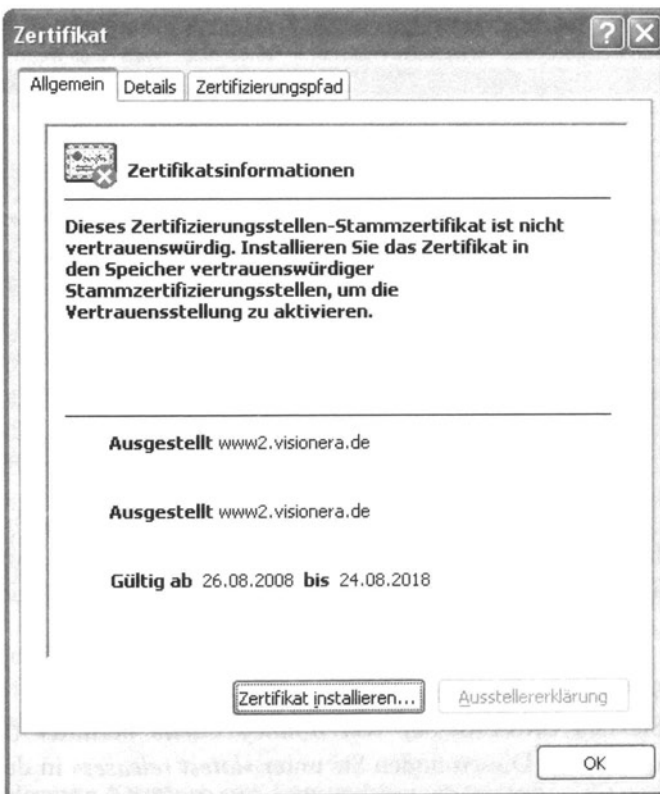 Zertifikat
Allgemein Details Zertifizierungspfad
Zertifikatsinformationen
Dieses Zertifizierungsstellen-Stammzertifikat ist nicht
vertrauenswürdig. Installieren Sie das Zertifikat in
den Speicher vertrauenswürdiger
Stammzertifizierungsstellen, um die
Vertrauensstellung zu aktivieren.
Ausgestellt www2.visionera.de
Ausgestellt www2.visionera.de
Gültig ab 26.08.2008 bis 24.08.2018
Zertifikat installieren... Ausstellererklärung
OK